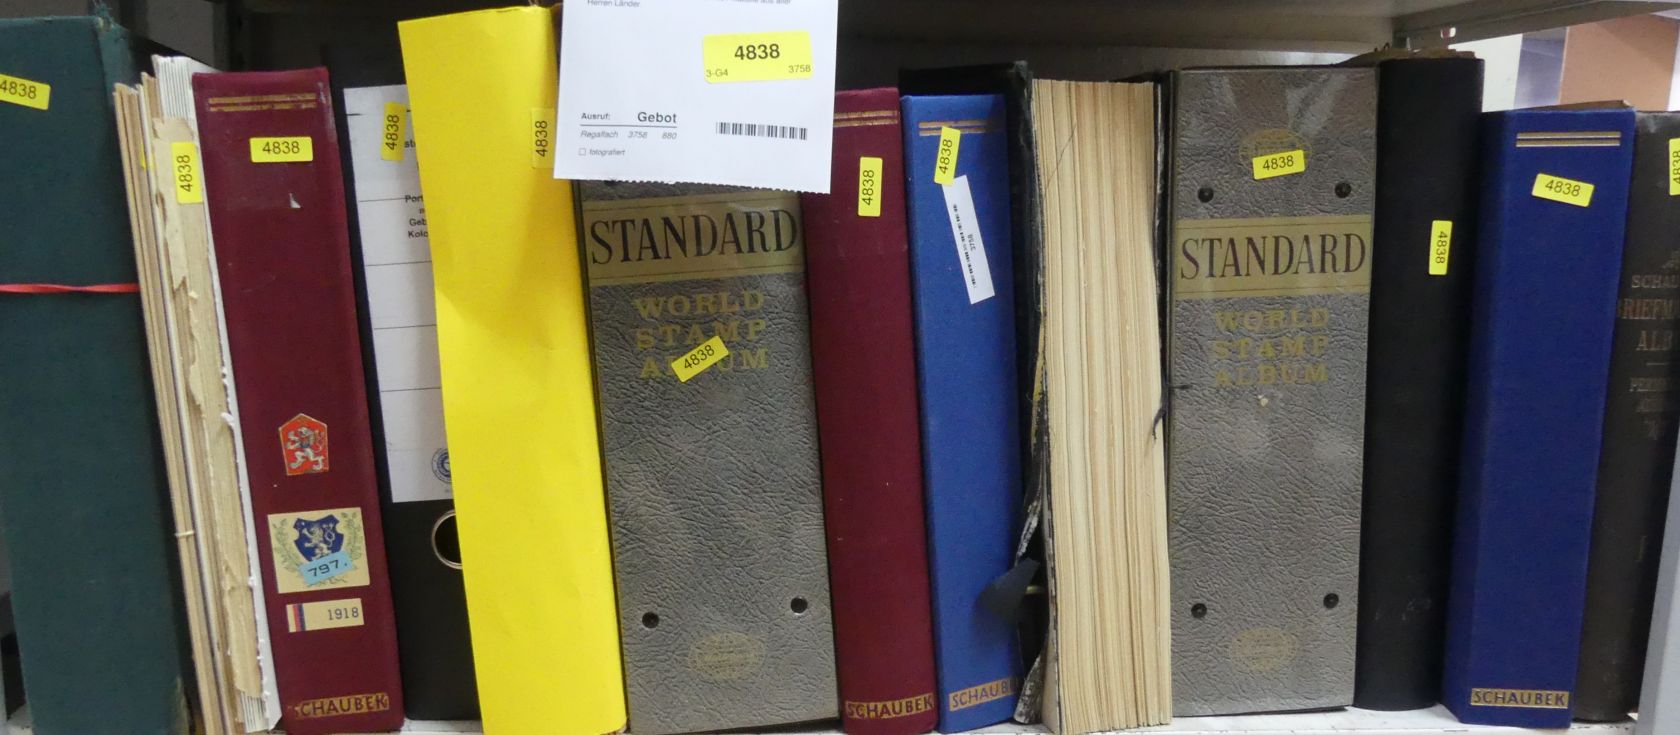 4838
4838
4838
797.
1918
SCHAUBEK
4838
4838
Herren Länder
4838
3-G4 3758
Ausruf: Gebot
Regalfach 3758 880
fotografiert
STANDARD
WORLD
STAMP
ALBUM
4838
4838
SCHAUBEK
4838
3758
SCHAUBEK
4838
STANDARD
WORLD
STAMP
ALBUM
4838
4838
SCHAUBEK